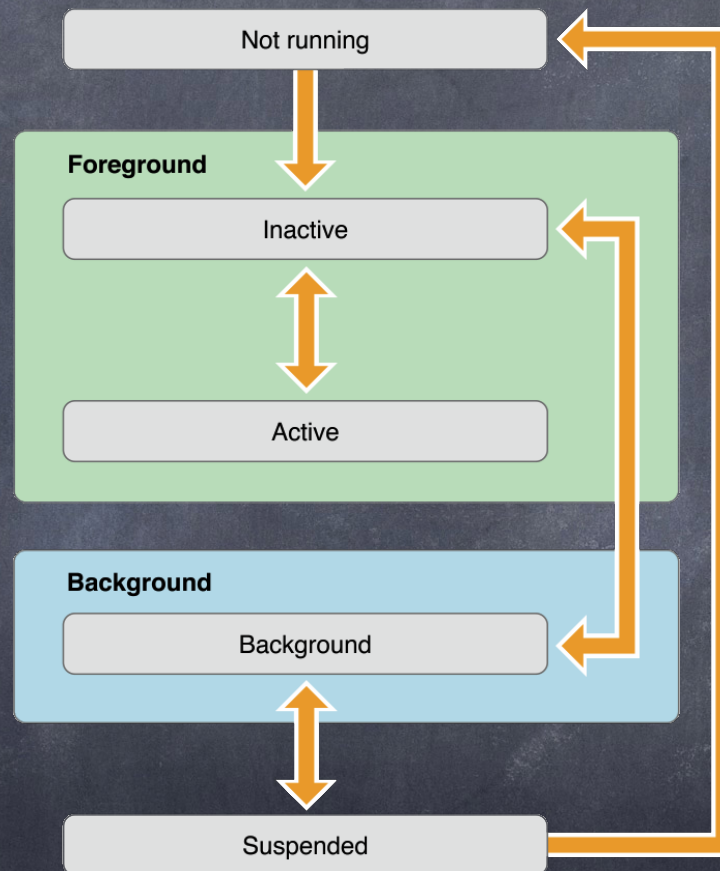 Not running
Foreground
Inactive
Active
Background
Background
Suspended